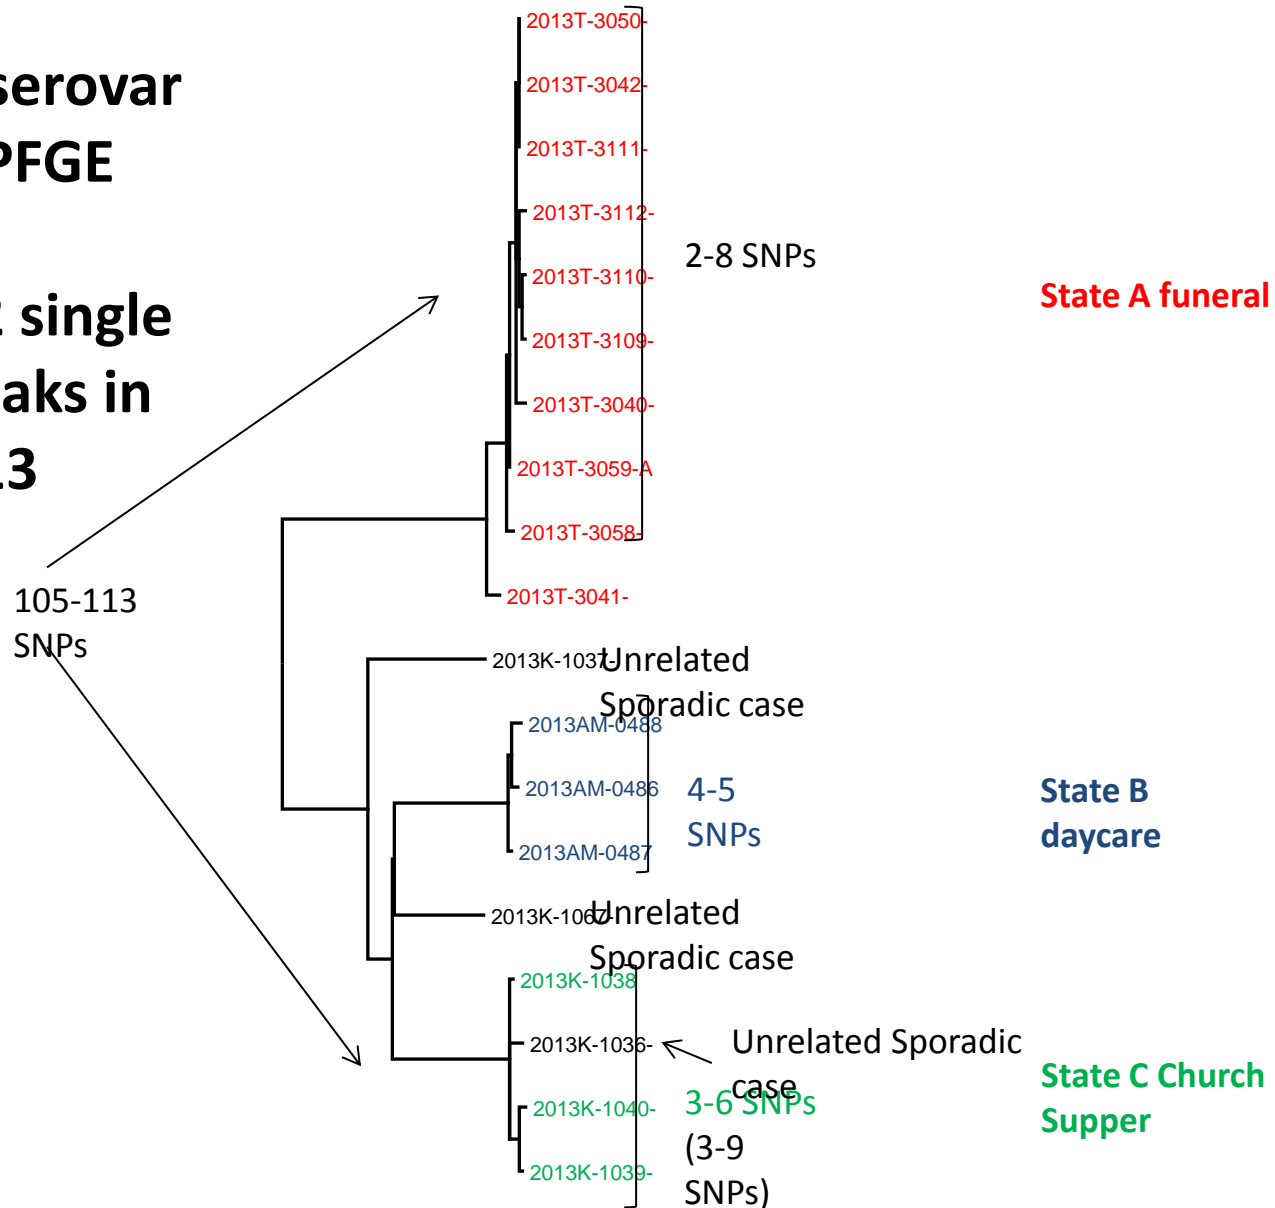 serovar
PFGE
2 single
aks in
13
105-113
SNPs
2013T-3050-
2013T-3042-
2013T-3111-
2013T-3112-
2013T-3110-
2013T-3109-
2013T-3040-
2013T-3059-A
2013T-3058-
2013T-3041-
2-8 SNPs
State A funeral
2013K-1037-
Unrelated
Sporadic case
2013AM-0488
2013AM-0486
2013AM-0487
4-5
SNPs
State B
daycare
2013K-1067-
Unrelated
Sporadic case
2013K-1038
2013K-1036-
Unrelated Sporadic
case
2013K-1040-
2013K-1039-
3-6 SNPs
(3-9
SNPs)
State C Church
Supper